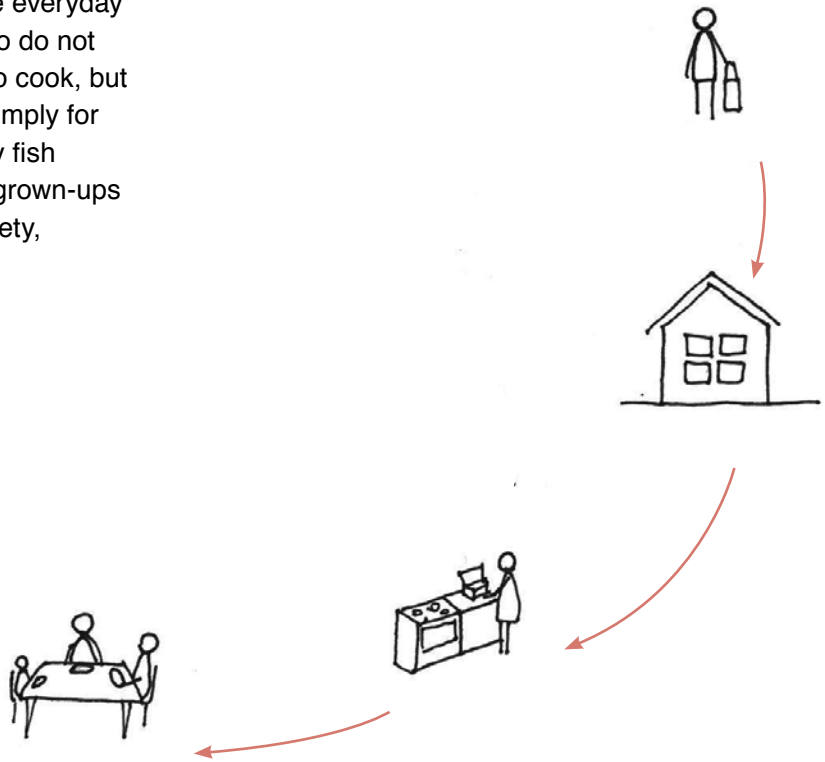 everyday
o do not
o cook, but
mply for
fish
grown-ups
ety,